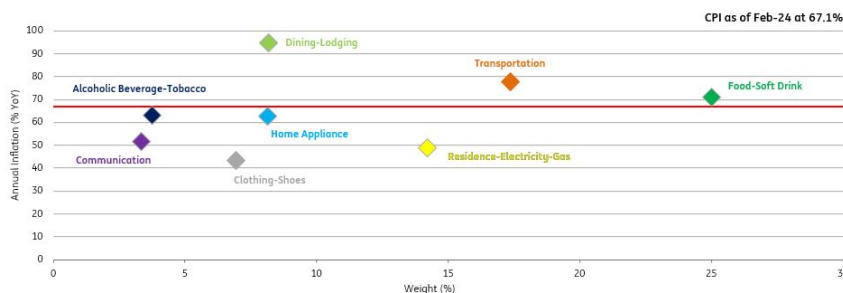 CPI as of Feb-24 at 67.1%
100
90
80
70
60
50
40
30
20
10
0
Annual Inflation (% YoY)
Dining-Lodging
Transportation
Alcoholic Beverage-Tobacco
Food-Soft Drink
Home Appliance
Communication
Residence-Electricity-Gas
Clothing-Shoes
0 5 10 15 20 25
Weight (%)